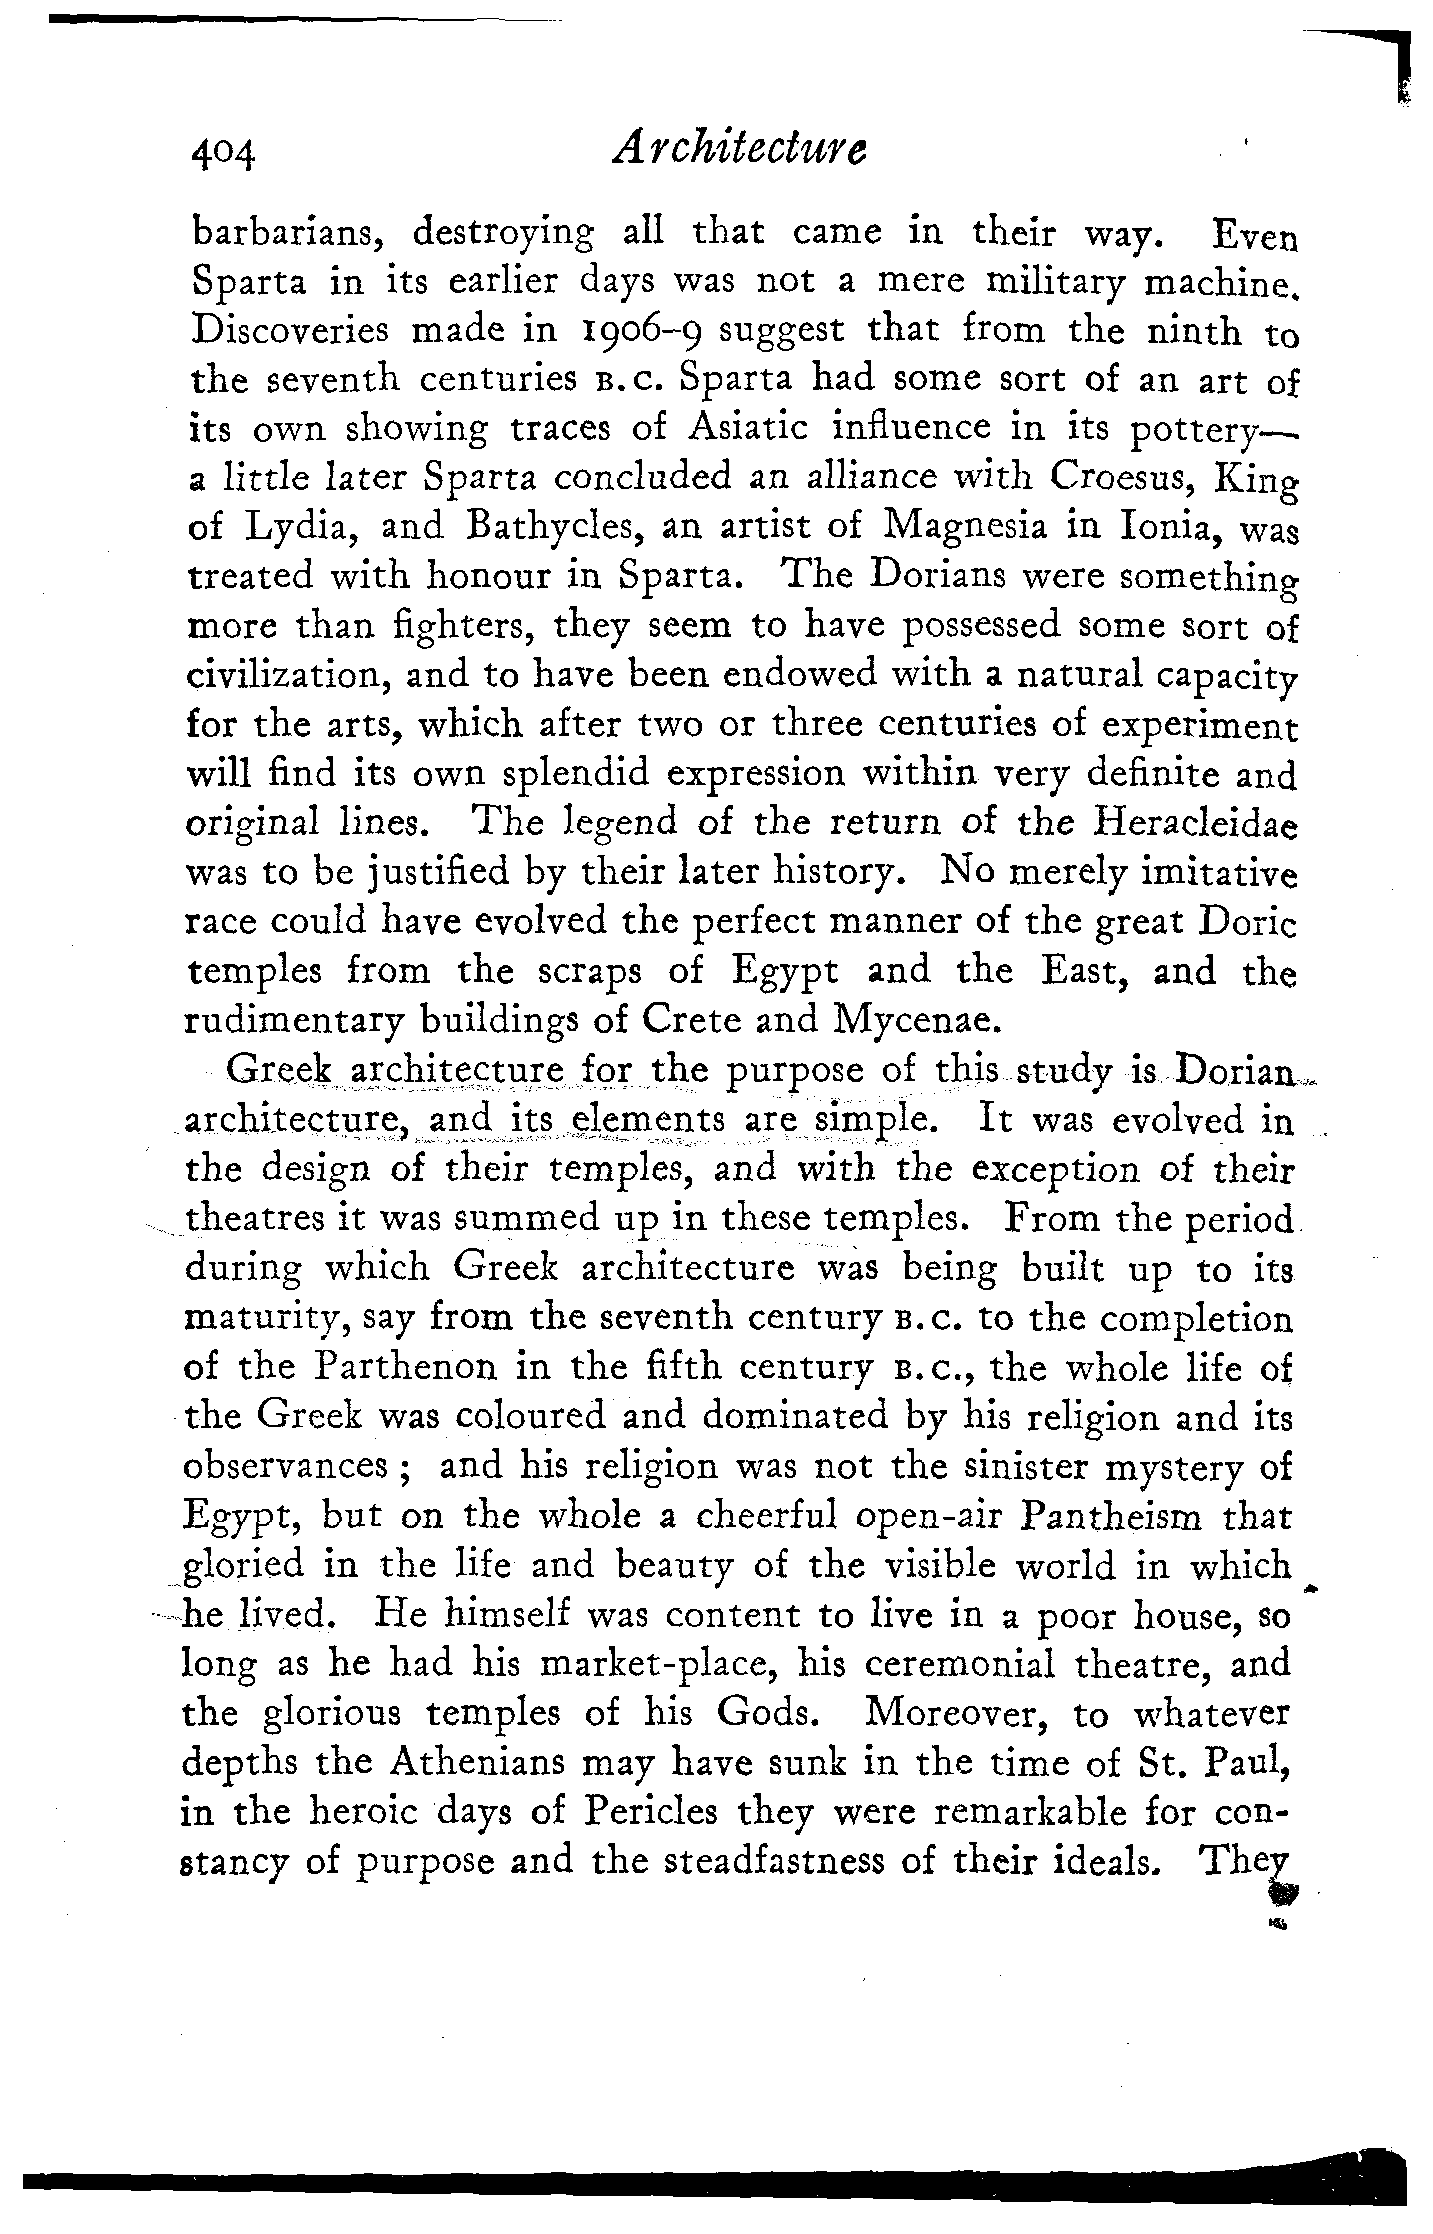 404 Architecture
barbarians, destroying all that came in their way. Even
Sparta in its earlier days was not a mere military machine.
Discoveries made in 1906–9 suggest that from the ninth to
the seventh centuries B.C. Sparta had some sort of an art of
its own showing traces of Asiatic influence in its pottery—
a little later Sparta concluded an alliance with Croesus, King
of Lydia, and Bathycles, an artist of Magnesia in Ionia, was
treated with honour in Sparta. The Dorians were something
more than fighters, they seem to have possessed some sort of
civilization, and to have been endowed with a natural capacity
for the arts, which after two or three centuries of experiment
will find its own splendid expression within very definite and
original lines. The legend of the return of the Heracleidae
was to be justified by their later history. No merely imitative
race could have evolved the perfect manner of the great Doric
temples from the scraps of Egypt and the East, and the
rudimentary buildings of Crete and Mycenae.
Greek architecture for the purpose of this study is Dorian
architecture, and its elements are simple. It was evolved in
the design of their temples, and with the exception of their
theatres it was summed up in these temples. From the period
during which Greek architecture was being built up to its
maturity, say from the seventh century B.C. to the completion
of the Parthenon in the fifth century B.C., the whole life of
the Greek was coloured and dominated by his religion and its
observances ; and his religion was not the sinister mystery of
Egypt, but on the whole a cheerful open-air Pantheism that
gloried in the life and beauty of the visible world in which
he lived. He himself was content to live in a poor house, so
long as he had his market-place, his ceremonial theatre, and
the glorious temples of his Gods. Moreover, to whatever
depths the Athenians may have sunk in the time of St. Paul,
in the heroic days of Pericles they were remarkable for con-
stancy of purpose and the steadfastness of their ideals. They